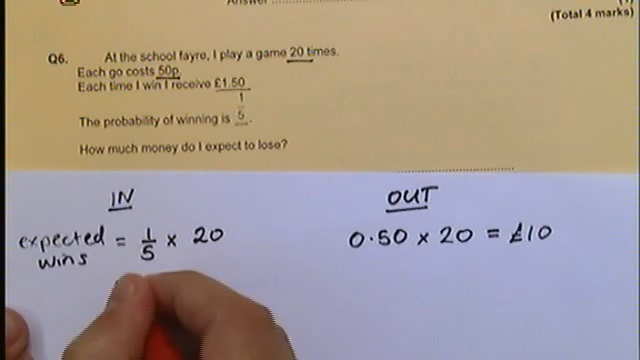 (Total 4 marks)
Q6. At the school fayre, I play a game 20 times.
Each go costs 50p
Each time I win I receive £1.50
The probability of winning is 1/5.
How much money do I expect to lose?
IN OUT
expected wins = 1/5 × 20 0.50 × 20 = £10